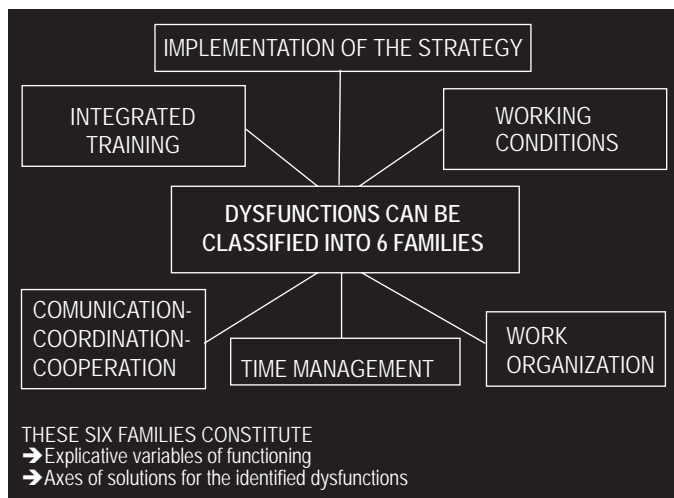 IMPLEMENTATION OF THE STRATEGY
INTEGRATED
TRAINING
WORKING
CONDITIONS
DYSFUNCTIONS CAN BE
CLASSIFIED INTO 6 FAMILIES
COMUNICATION-
COORDINATION-
COOPERATION
TIME MANAGEMENT
WORK
ORGANIZATION
THESE SIX FAMILIES CONSTITUTE
➔Explicative variables of functioning
➔Axes of solutions for the identified dysfunctions